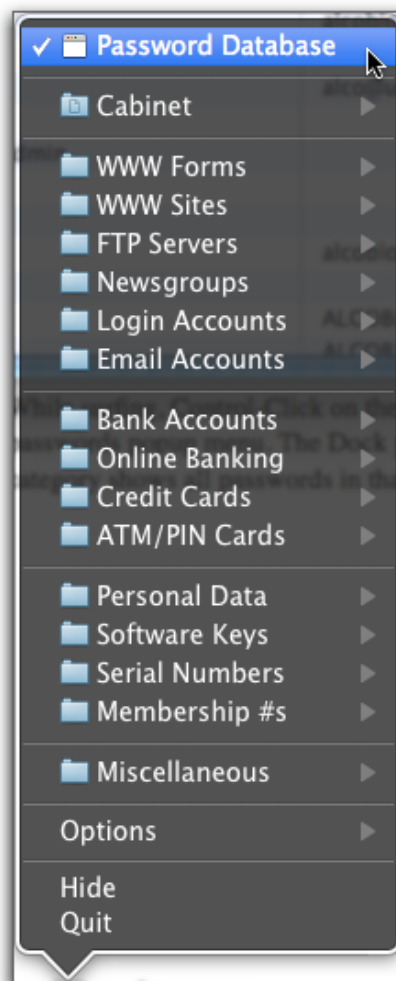 Password Database
Cabinet
WWW Forms
WWW Sites
FTP Servers
Newsgroups
Login Accounts
Email Accounts
Bank Accounts
Online Banking
Credit Cards
ATM/PIN Cards
Personal Data
Software Keys
Serial Numbers
Membership #s
Miscellaneous
Options
Hide
Quit